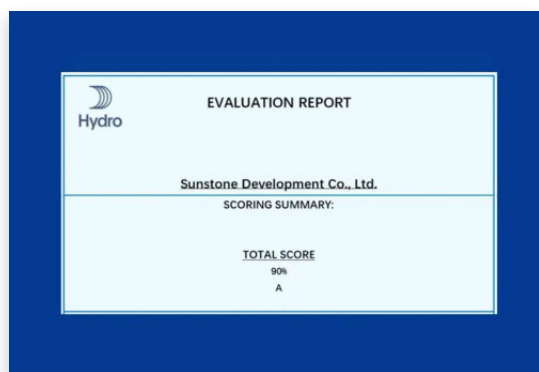 Hydro
EVALUATION REPORT
Sunstone Development Co., Ltd.
SCORING SUMMARY:
TOTAL SCORE
90%
A